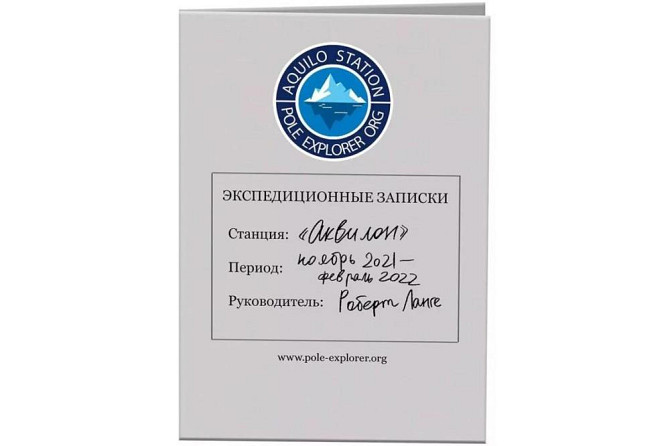 AQUILO STATION
POLE EXPLORER ORG
ЭКСПЕДИЦИОННЫЕ ЗАПИСКИ
Станция: «Аквилон»
Период: ноябрь 2021–
февраль 2022
Руководитель: Роберт Ланге
www.pole-explorer.org